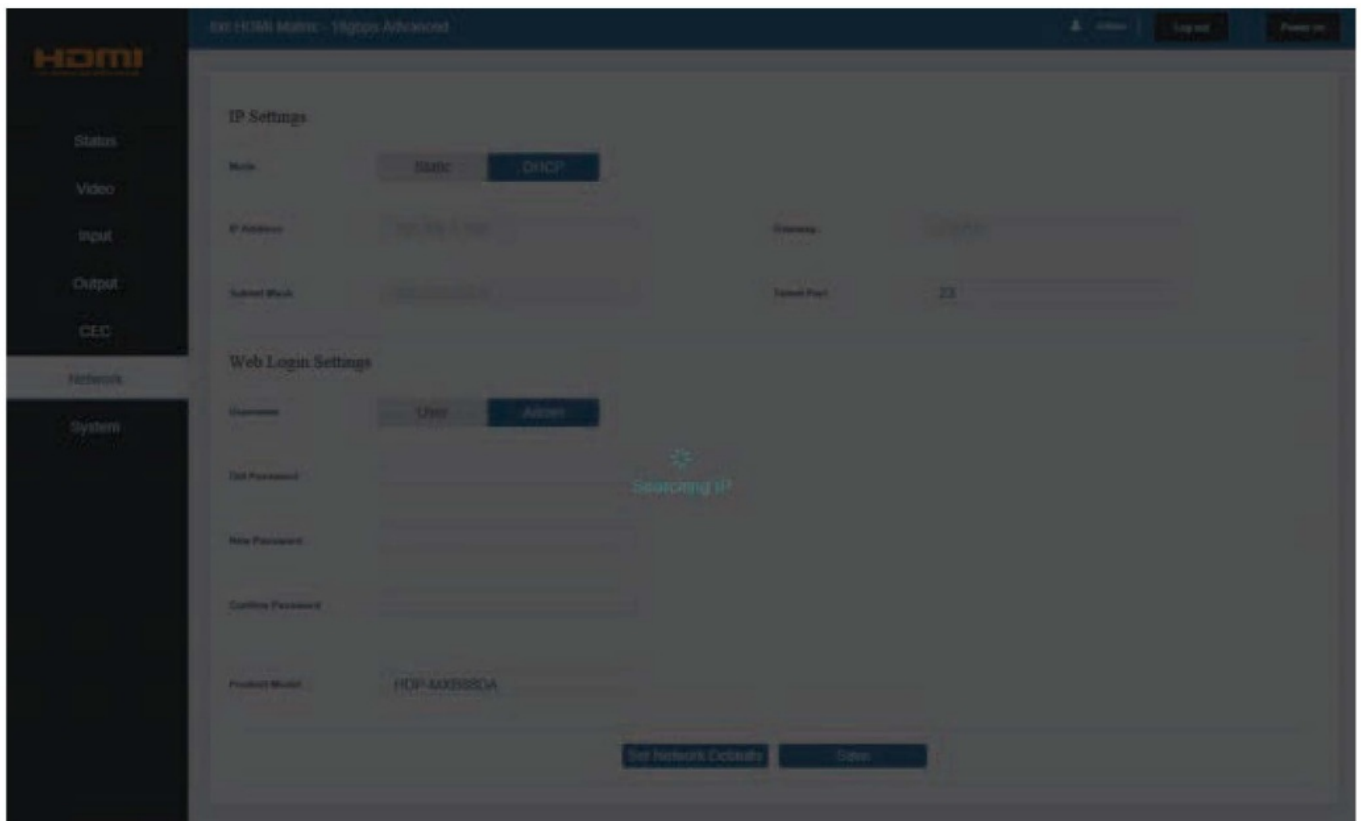 8x8 HDMI Matrix - 18gbps Advanced
Admin
Log out
Power on
HDMI
Status
Video
Input
Output
CEC
Network
System
IP Settings
Mode
Static
DHCP
IP Address
Gateway
Subnet Mask
Telnet Port
23
Web Login Settings
Username
User
Admin
Old Password
Searching IP
New Password
Confirm Password
Product Model
Set Network Defaults
Save